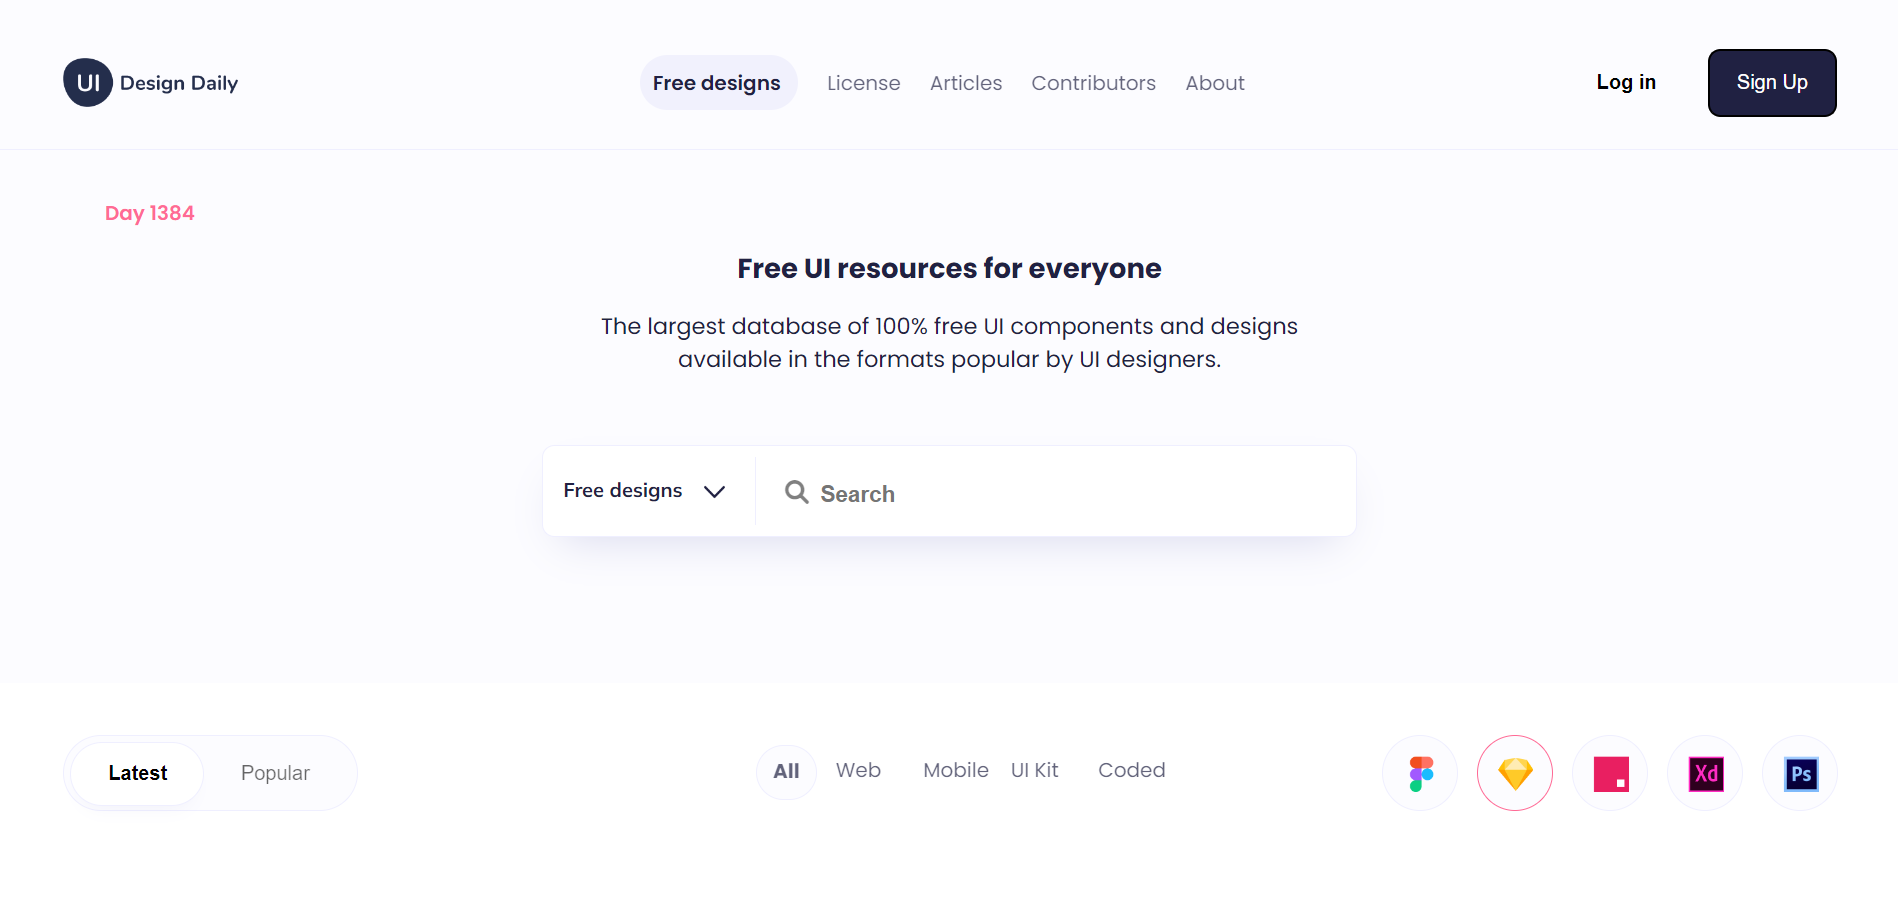 UI Design Daily
Free designs License Articles Contributors About
Log in Sign Up
Day 1384
Free UI resources for everyone
The largest database of 100% free UI components and designs
available in the formats popular by UI designers.
Free designs Search
Latest Popular
All Web Mobile UI Kit Coded
Xd Ps